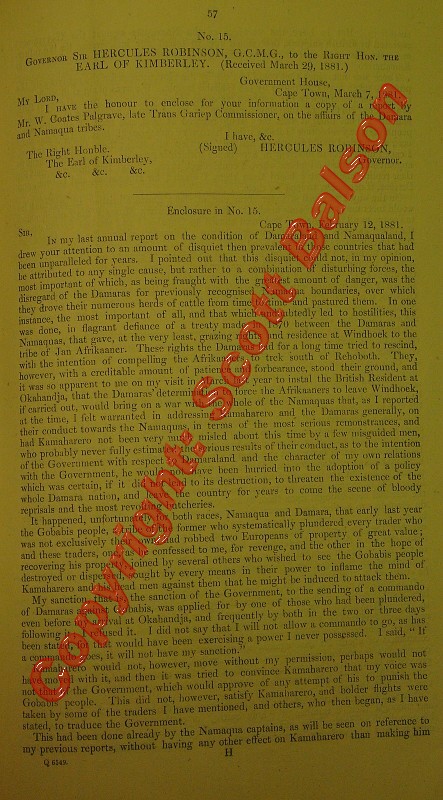 57
No. 15.
GOVERNOR SIR HERCULES ROBINSON, G.C.M.G., to the RIGHT HON. THE
EARL OF KIMBERLEY. (Received March 29, 1881.)
Government House,
Cape Town, March 7,
MY LORD,
I HAVE the honour to enclose for your information a copy of a report by
Mr. W. Coates Palgrave, late Trans Gariep Commissioner, on the affairs of the Damara
and Namaqua tribes.
I have, &c.
The Right Honble. (Signed) HERCULES ROBINSON,
The Earl of Kimberley, Governor.
&c. &c. &c.
Enclosure in No. 15.
Cape Town, February 12, 1881.
SIR,
IN my last annual report on the condition of Damaraland and Namaqualand, I
drew your attention to an amount of disquiet then prevalent in those countries that had
been unparalleled for years. I pointed out that this disquiet could not, in my opinion,
be attributed to any single cause, but rather to a combination of disturbing forces, the
most important of which, as being fraught with the greatest amount of danger, was the
disregard of the Damaras for previously recognised boundaries, over which
they drove their numerous herds of cattle from time to time and pastured them. In one
instance, the most important of all, and that which undoubtedly led to hostilities, this
was done, in flagrant defiance of a treaty made in 1870 between the Damaras and
Namaquas, that gave, at the very least, grazing rights and residence at Windhoek to the
tribe of Jan Afrikaaner. These rights the Damaras had for a long time tried to rescind,
with the intention of compelling the Afrikaaners to trek south of Rehoboth. They,
however, with a creditable amount of patience and forbearance, stood their ground, and
it was so apparent to me on my visit in March last year to instal the British Resident at
Okahandja, that the Damaras' determination to force the Afrikaaners to leave Windhoek,
if carried out, would bring on a war with the whole of the Namaquas that, as I reported
at the time, I felt warranted in addressing Kamaharero and the Damaras generally, on
their conduct towards the Namaquas, in terms of the most serious remonstrances, and
had Kamaharero not been very much misled about this time by a few misguided men,
who probably never fully estimated the serious results of their conduct, as to the intention
of the Government with respect to Damaraland and the character of my own relations
with the Government, he would not have been hurried into the adoption of a policy
which was certain, if it did not lead to its destruction, to threaten the existence of the
whole Damara nation, and make the country for years to come the scene of bloody
reprisals and the most revolting butcheries.
It happened, unfortunately for both races, Namaqua and Damara, that early last year
the Gobabis people, a tribe of the former who systematically plundered every trader who
was not exclusively their own, had robbed two Europeans of property of great value;
and these traders, one as he confessed to me, for revenge, and the other in the hope of
recovering his property, joined by several others who wished to see the Gobabis people
destroyed or dispersed, sought by every means in their power to inflame the mind of
Kamaharero and his head men against them that he might be induced to attack them.
My sanction, and the sanction of the Government, to the sending of a commando
of Damaras against Gobabis, was applied for by one of those who had been plundered,
even before my arrival at Okahandja, and frequently by both in the two or three days
following I refused it. I did not say that I will not allow a commando to go, as has
been stated. That would have been exercising a power I never possessed. I said, "If
a commando goes, it will not have my sanction."
Kamaharero would not, however, move without my permission, perhaps would not
have moved with it, and then it was tried to convince Kamaharero that my voice was
not that of the Government, which would approve of any attempt of his to punish the
Gobabis people. This did not, however, satisfy Kamaharero, and bolder flights were
taken by some of the traders I have mentioned, and others, who then began, as I have
stated, to traduce the Government.
This had been done already by the Namaqua captains, as will be seen on reference to
my previous reports, without having any other effect on Kamaharero than making him
Q 6549. H
Copyright: Scott Balson